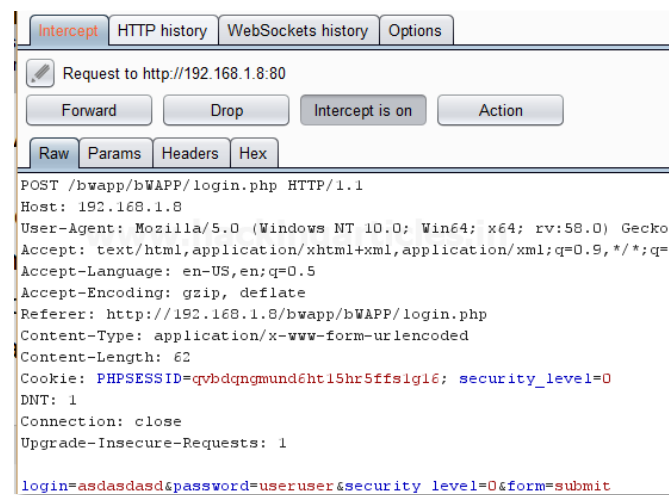 Intercept HTTP history WebSockets history Options
Request to http://192.168.1.8:80
Forward Drop Intercept is on Action
Raw Params Headers Hex
POST /bwapp/bWAPP/login.php HTTP/1.1
Host: 192.168.1.8
User-Agent: Mozilla/5.0 (Windows NT 10.0; Win64; x64; rv:58.0) Gecko
Accept: text/html,application/xhtml+xml,application/xml;q=0.9,*/*;q=
Accept-Language: en-US,en;q=0.5
Accept-Encoding: gzip, deflate
Referer: http://192.168.1.8/bwapp/bWAPP/login.php
Content-Type: application/x-www-form-urlencoded
Content-Length: 62
Cookie: PHPSESSID=qvbdqngmund6ht15hr5ffs1g16; security_level=0
DNT: 1
Connection: close
Upgrade-Insecure-Requests: 1
login=asdasdasd&password=useruser&security_level=0&form=submit